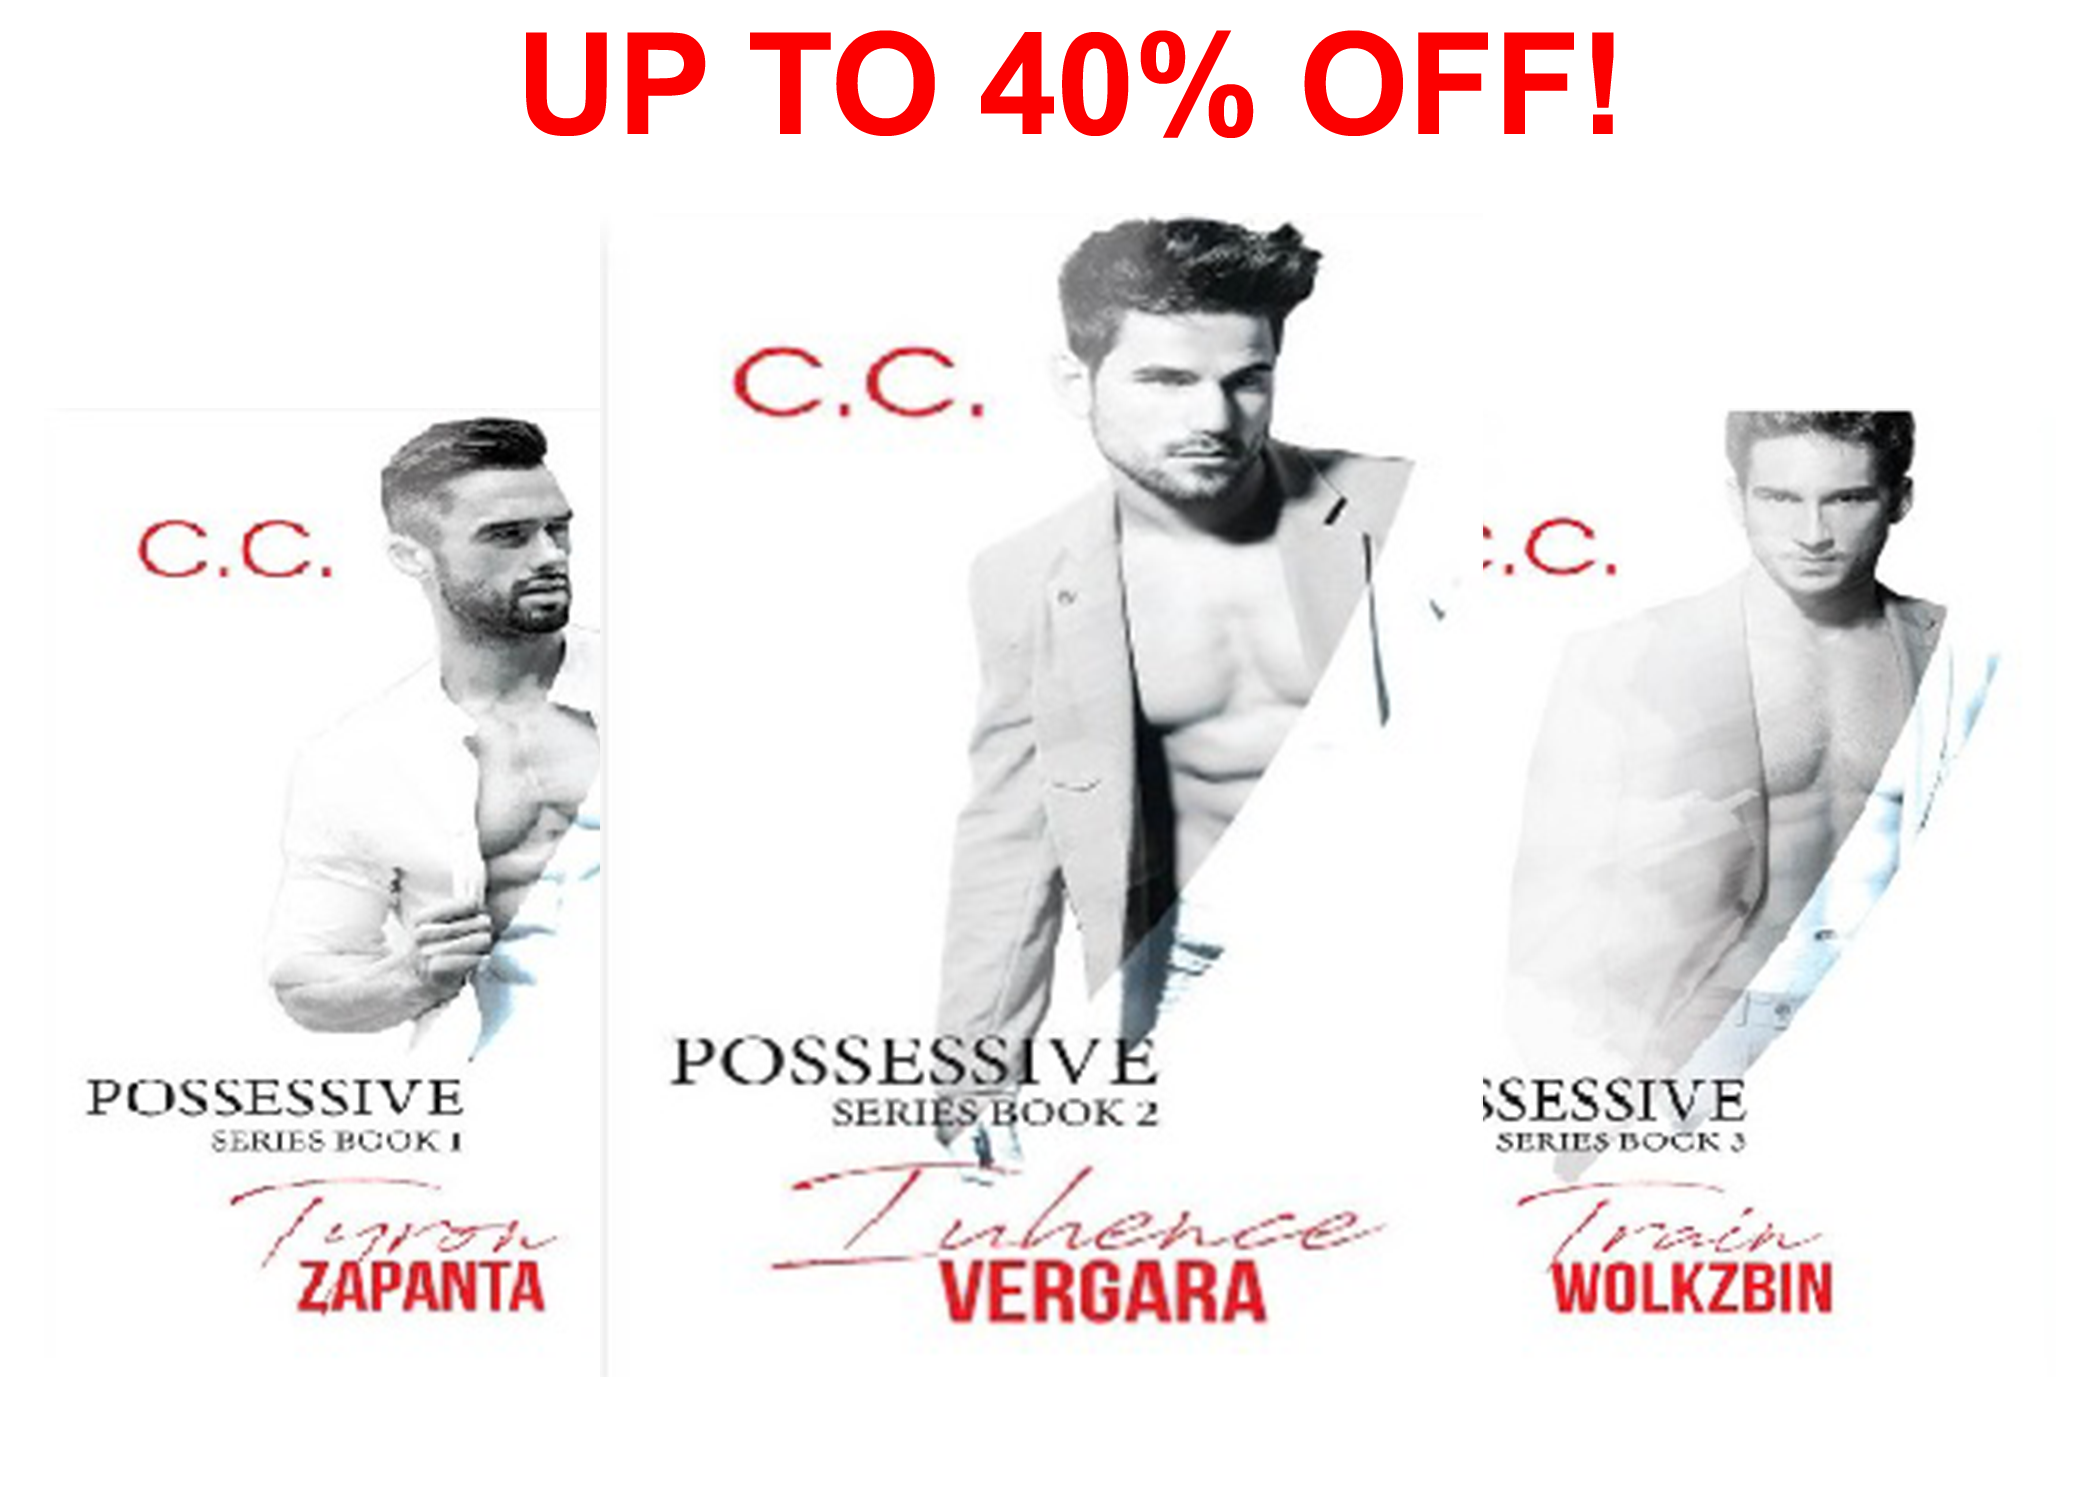 UP TO 40% OFF!
C.C.
POSSESSIVE
SERIES BOOK 1
Tyron
ZAPANTA
C.C.
POSSESSIVE
SERIES BOOK 2
Iuhence
VERGARA
C.C.
SSESSIVE
SERIES BOOK 3
Train
WOLKZBIN